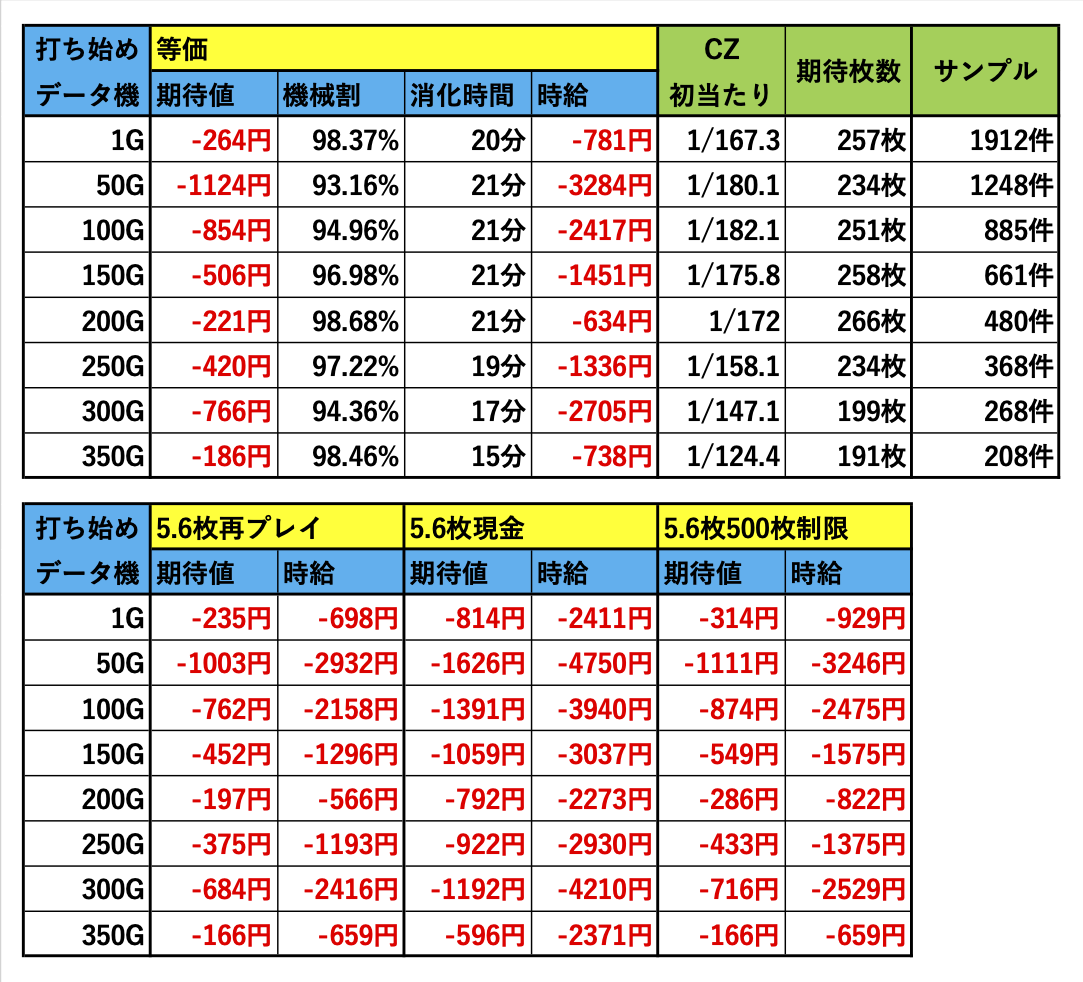 打ち始め 等価 CZ 期待枚数 サンプル
データ機 期待値 機械割 消化時間 時給 初当たり
1G -264円 98.37% 20分 -781円 1/167.3 257枚 1912件
50G -1124円 93.16% 21分 -3284円 1/180.1 234枚 1248件
100G -854円 94.96% 21分 -2417円 1/182.1 251枚 885件
150G -506円 96.98% 21分 -1451円 1/175.8 258枚 661件
200G -221円 98.68% 21分 -634円 1/172 266枚 480件
250G -420円 97.22% 19分 -1336円 1/158.1 234枚 368件
300G -766円 94.36% 17分 -2705円 1/147.1 199枚 268件
350G -186円 98.46% 15分 -738円 1/124.4 191枚 208件
打ち始め 5.6枚再プレイ 5.6枚現金 5.6枚500枚制限
データ機 期待値 時給 期待値 時給 期待値 時給
1G -235円 -698円 -814円 -2411円 -314円 -929円
50G -1003円 -2932円 -1626円 -4750円 -1111円 -3246円
100G -762円 -2158円 -1391円 -3940円 -874円 -2475円
150G -452円 -1296円 -1059円 -3037円 -549円 -1575円
200G -197円 -566円 -792円 -2273円 -286円 -822円
250G -375円 -1193円 -922円 -2930円 -433円 -1375円
300G -684円 -2416円 -1192円 -4210円 -716円 -2529円
350G -166円 -659円 -596円 -2371円 -166円 -659円